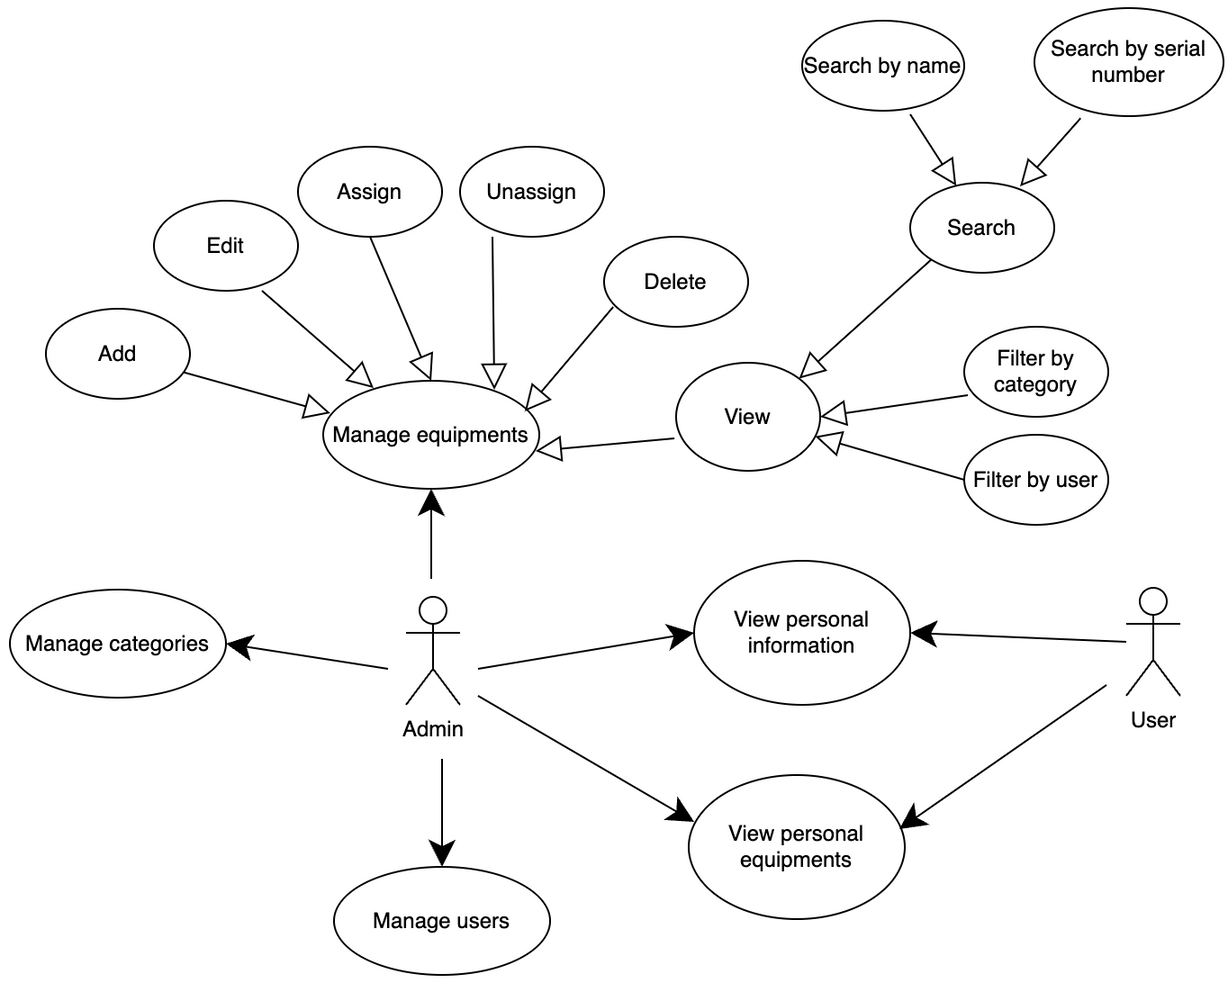 Search by name
Search by serial
number
Assign
Unassign
Edit
Search
Delete
Add
Filter by
category
View
Manage equipments
Filter by user
View personal
information
Manage categories
Admin
User
View personal
equipments
Manage users